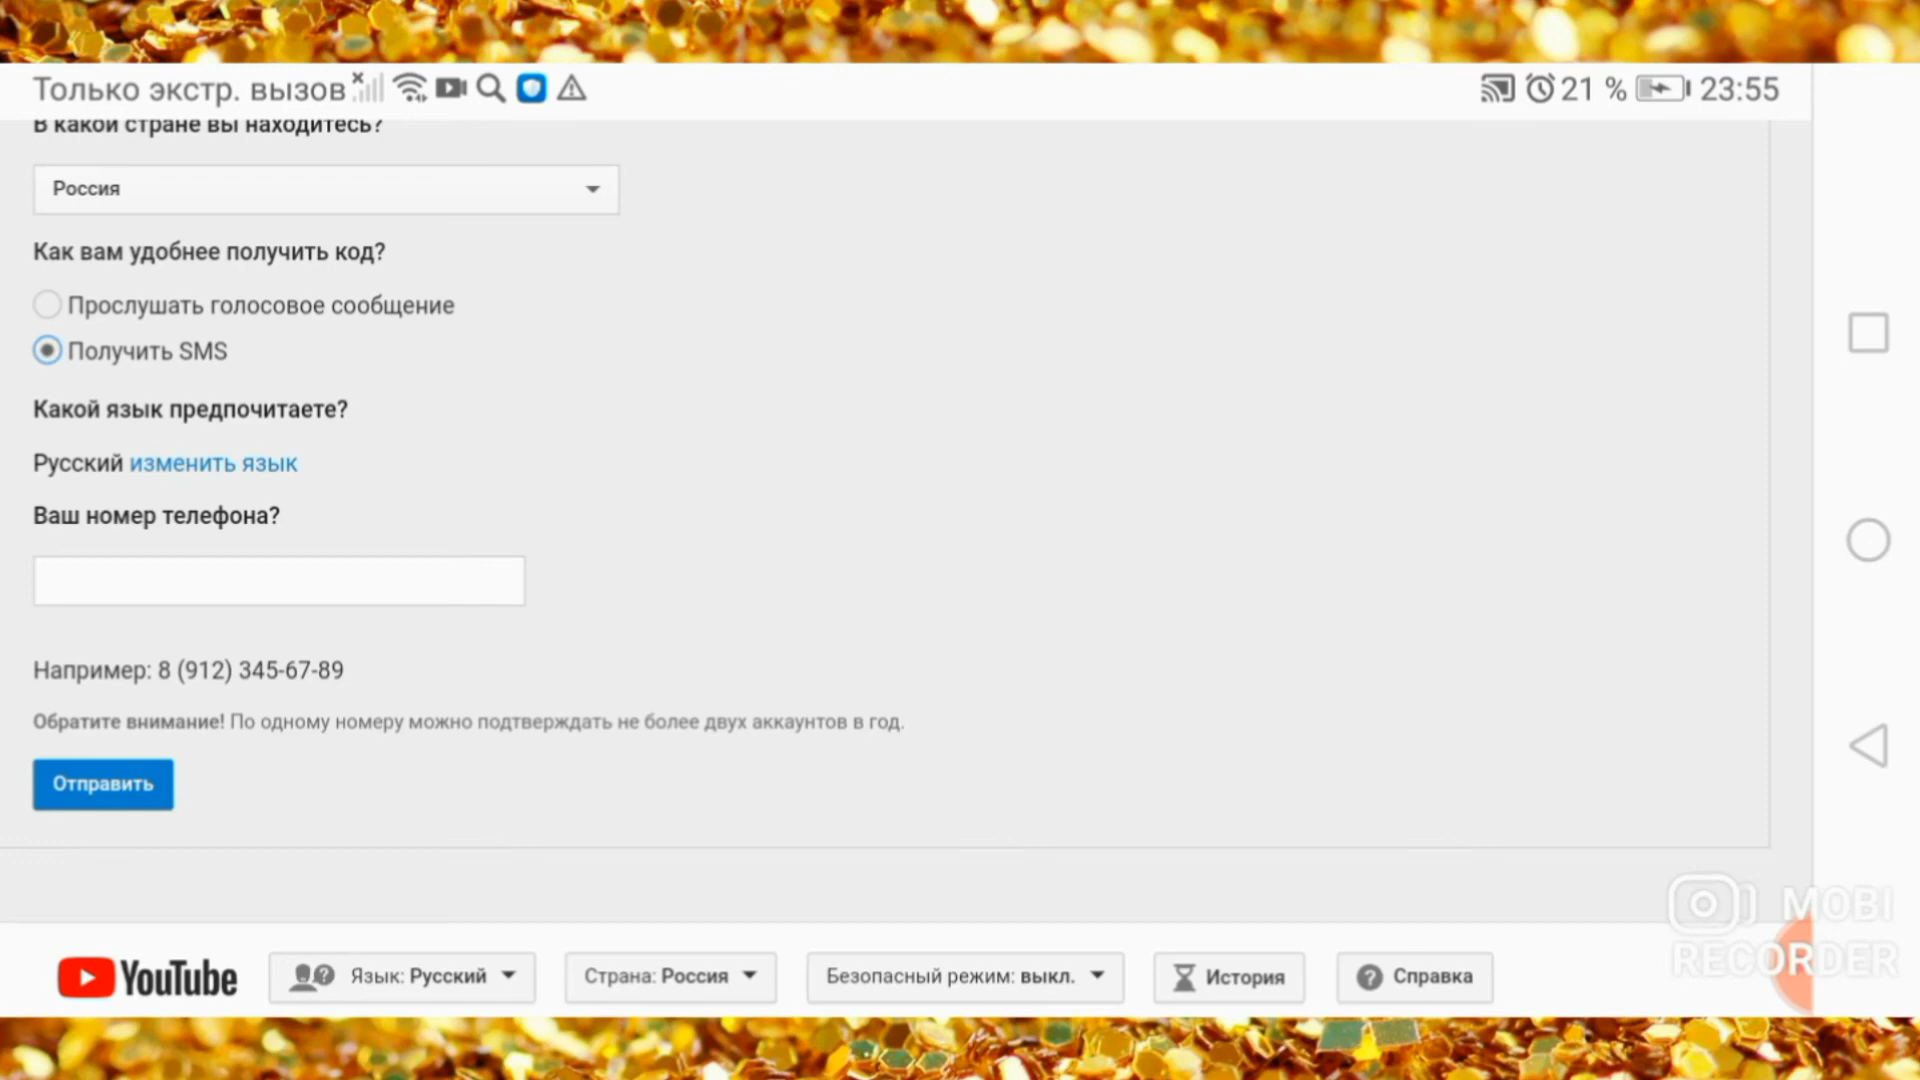 Только экстр. вызов 21 % 23:55
В какой стране вы находитесь?
Россия
Как вам удобнее получить код?
Прослушать голосовое сообщение
Получить SMS
Какой язык предпочитаете?
Русский изменить язык
Ваш номер телефона?
Например: 8 (912) 345-67-89
Обратите внимание! По одному номеру можно подтверждать не более двух аккаунтов в год.
Отправить
MOBI
RECORDER
YouTube Язык: Русский Страна: Россия Безопасный режим: выкл. История Справка